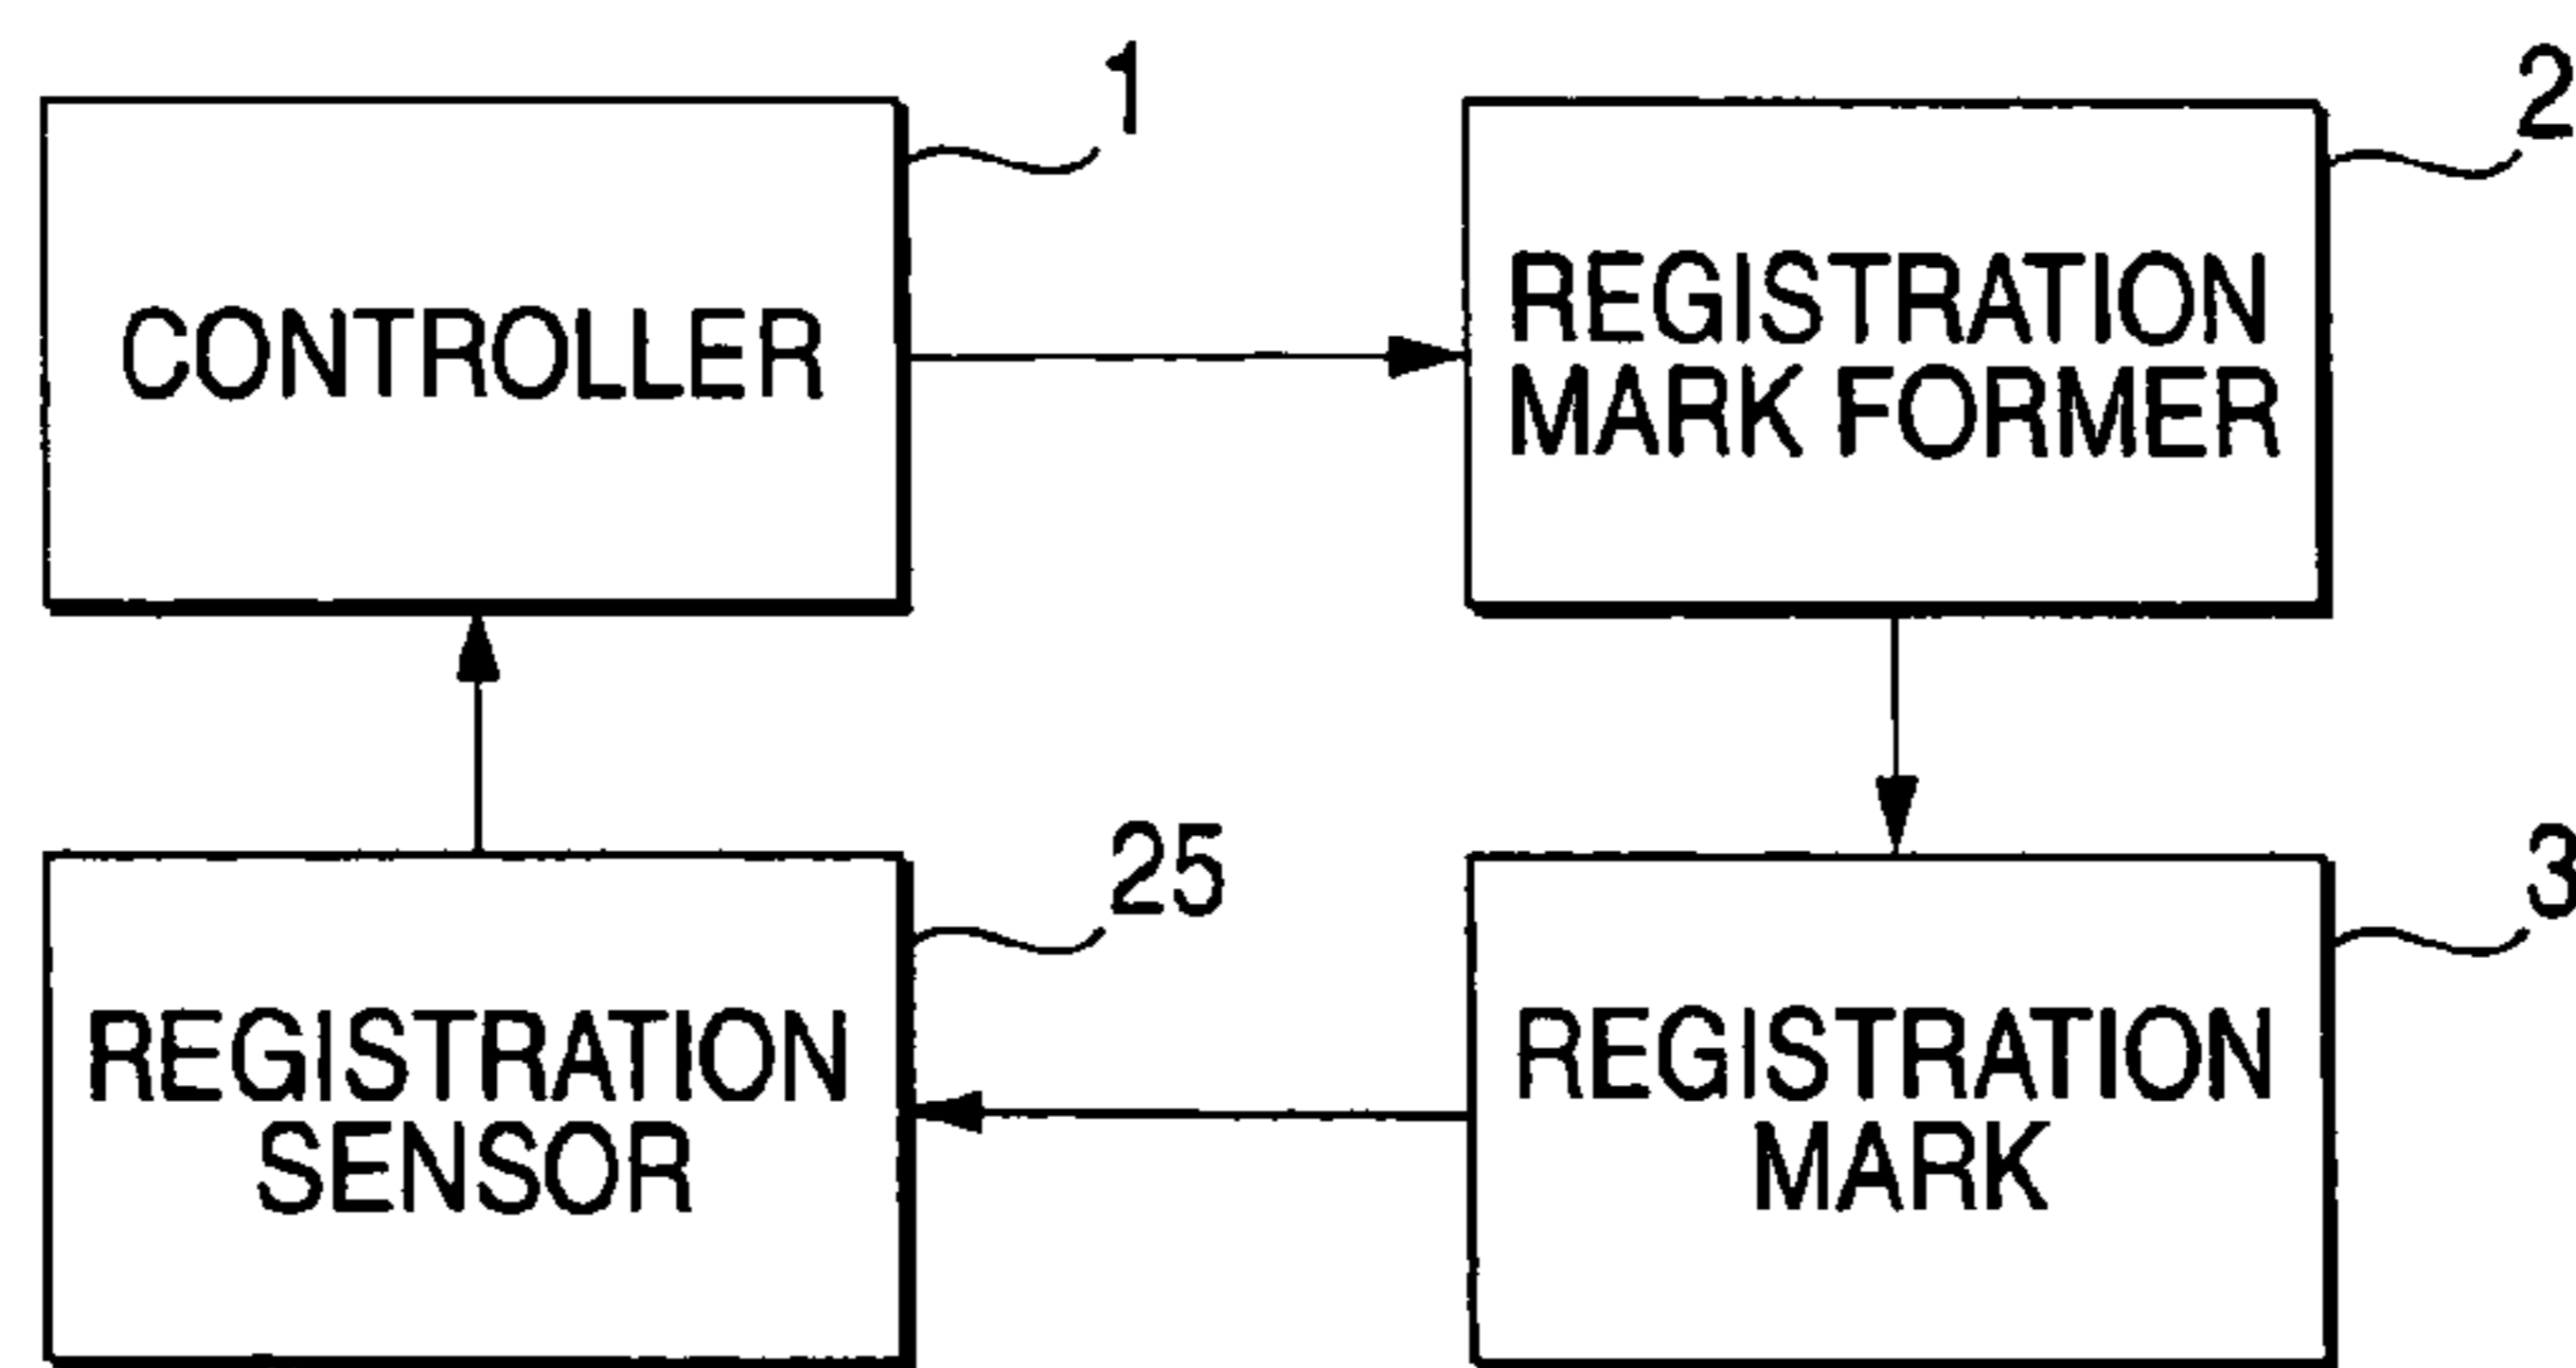 1
2
CONTROLLER
REGISTRATION
MARK FORMER
25
3
REGISTRATION
SENSOR
REGISTRATION
MARK